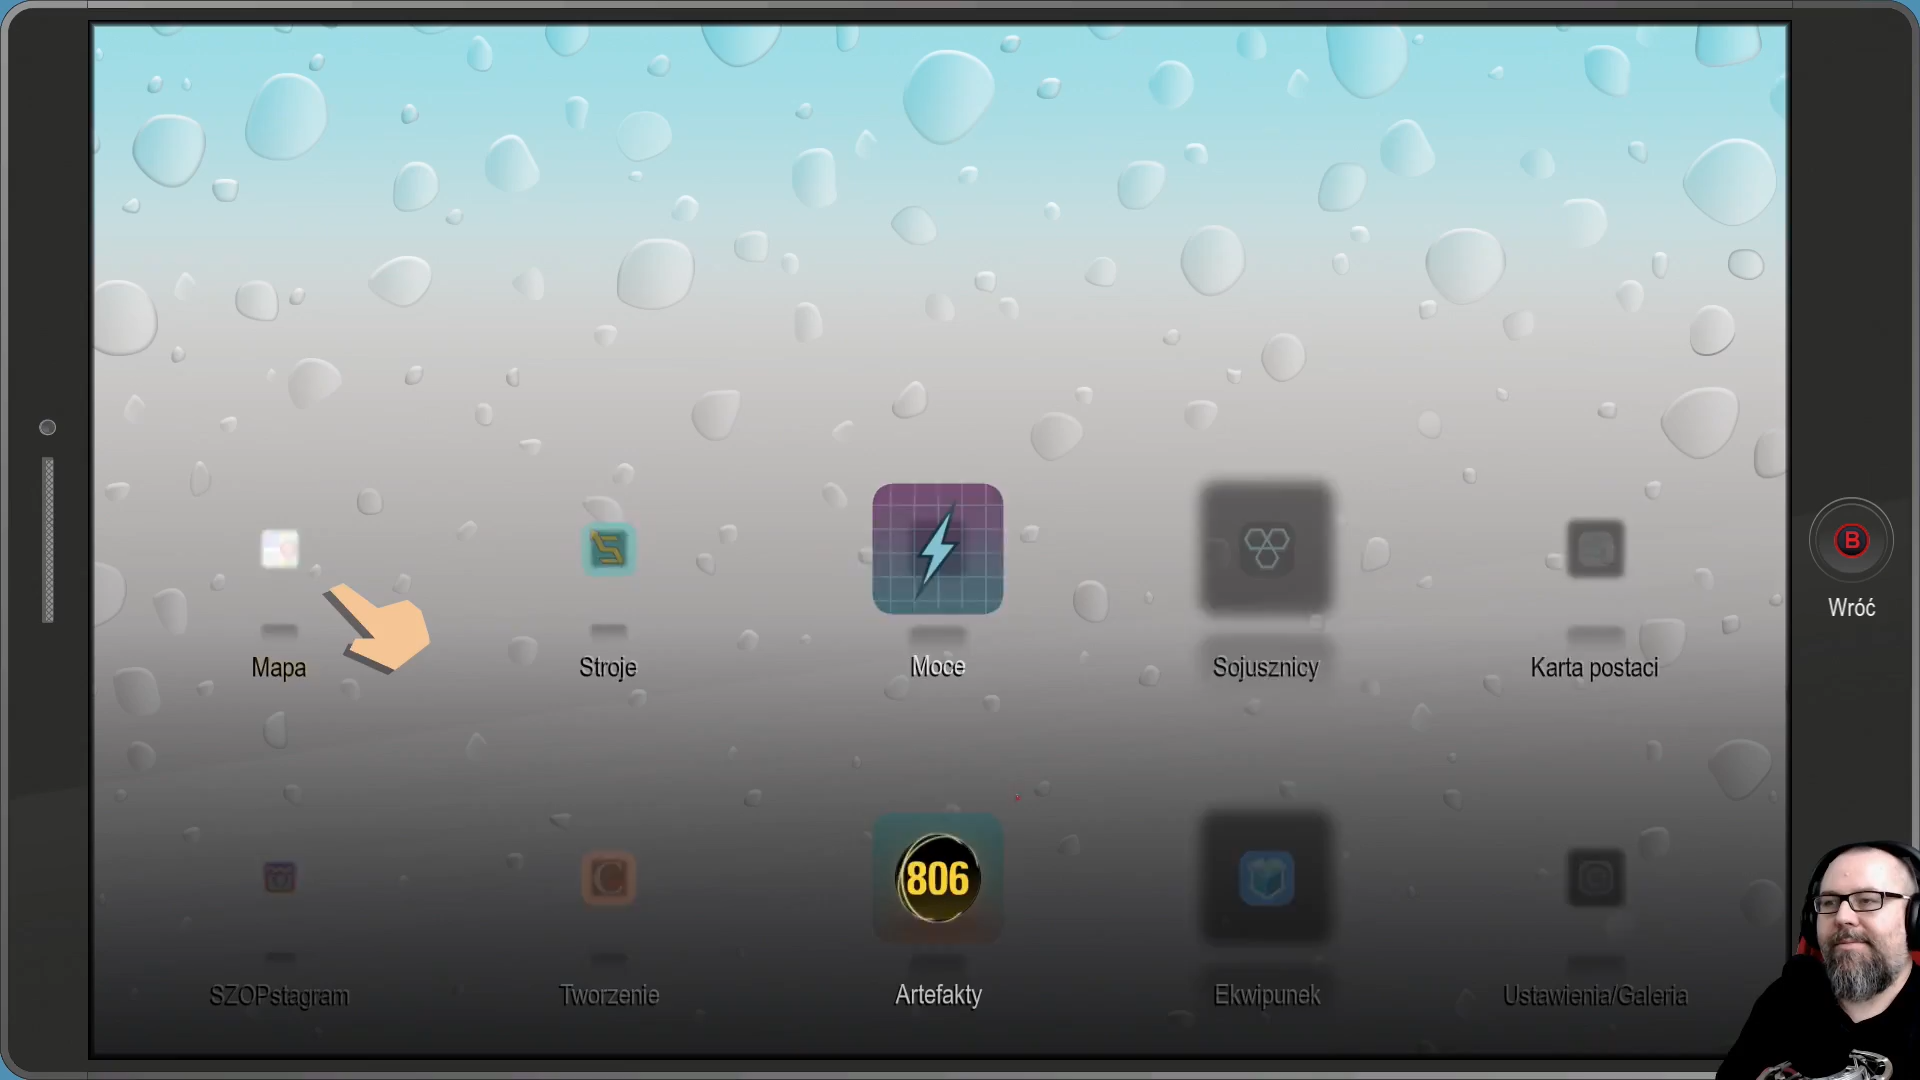 B
Wróć
Mapa
Stroje
Moce
Sojusznicy
Karta postaci
806
SZOPstagram
Tworzenie
Artefakty
Ekwipunek
Ustawienia/Galeria